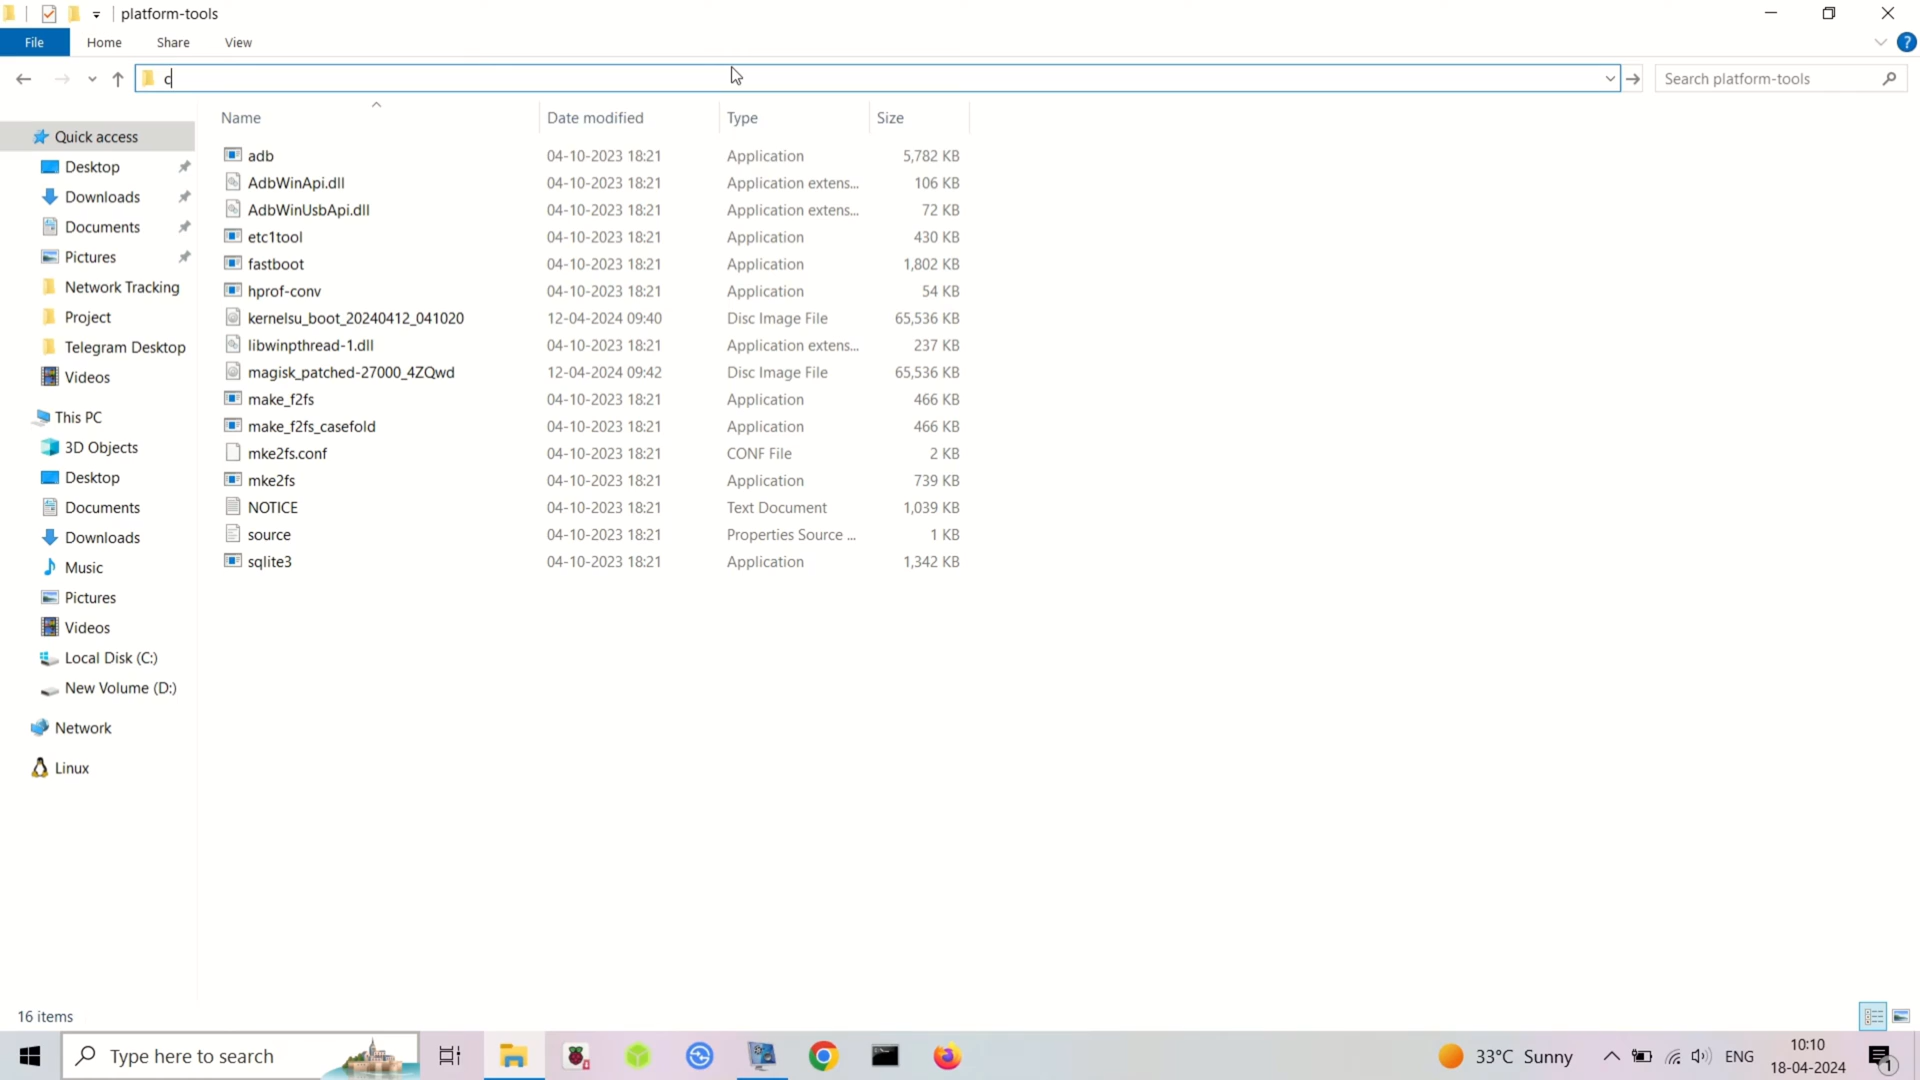 platform-tools
File Home Share View
c
Search platform-tools
Name Date modified Type Size
adb 04-10-2023 18:21 Application 5,782 KB
AdbWinApi.dll 04-10-2023 18:21 Application extens... 106 KB
AdbWinUsbApi.dll 04-10-2023 18:21 Application extens... 72 KB
etc1tool 04-10-2023 18:21 Application 430 KB
fastboot 04-10-2023 18:21 Application 1,802 KB
hprof-conv 04-10-2023 18:21 Application 54 KB
kernelsu_boot_20240412_041020 12-04-2024 09:40 Disc Image File 65,536 KB
libwinpthread-1.dll 04-10-2023 18:21 Application extens... 237 KB
magisk_patched-27000_4ZQwd 12-04-2024 09:42 Disc Image File 65,536 KB
make_f2fs 04-10-2023 18:21 Application 466 KB
make_f2fs_casefold 04-10-2023 18:21 Application 466 KB
mke2fs.conf 04-10-2023 18:21 CONF File 2 KB
mke2fs 04-10-2023 18:21 Application 739 KB
NOTICE 04-10-2023 18:21 Text Document 1,039 KB
source 04-10-2023 18:21 Properties Source ... 1 KB
sqlite3 04-10-2023 18:21 Application 1,342 KB
Quick access
Desktop
Downloads
Documents
Pictures
Network Tracking
Project
Telegram Desktop
Videos
This PC
3D Objects
Desktop
Documents
Downloads
Music
Pictures
Videos
Local Disk (C:)
New Volume (D:)
Network
Linux
16 items
Type here to search
33°C Sunny
ENG
10:10
18-04-2024
1